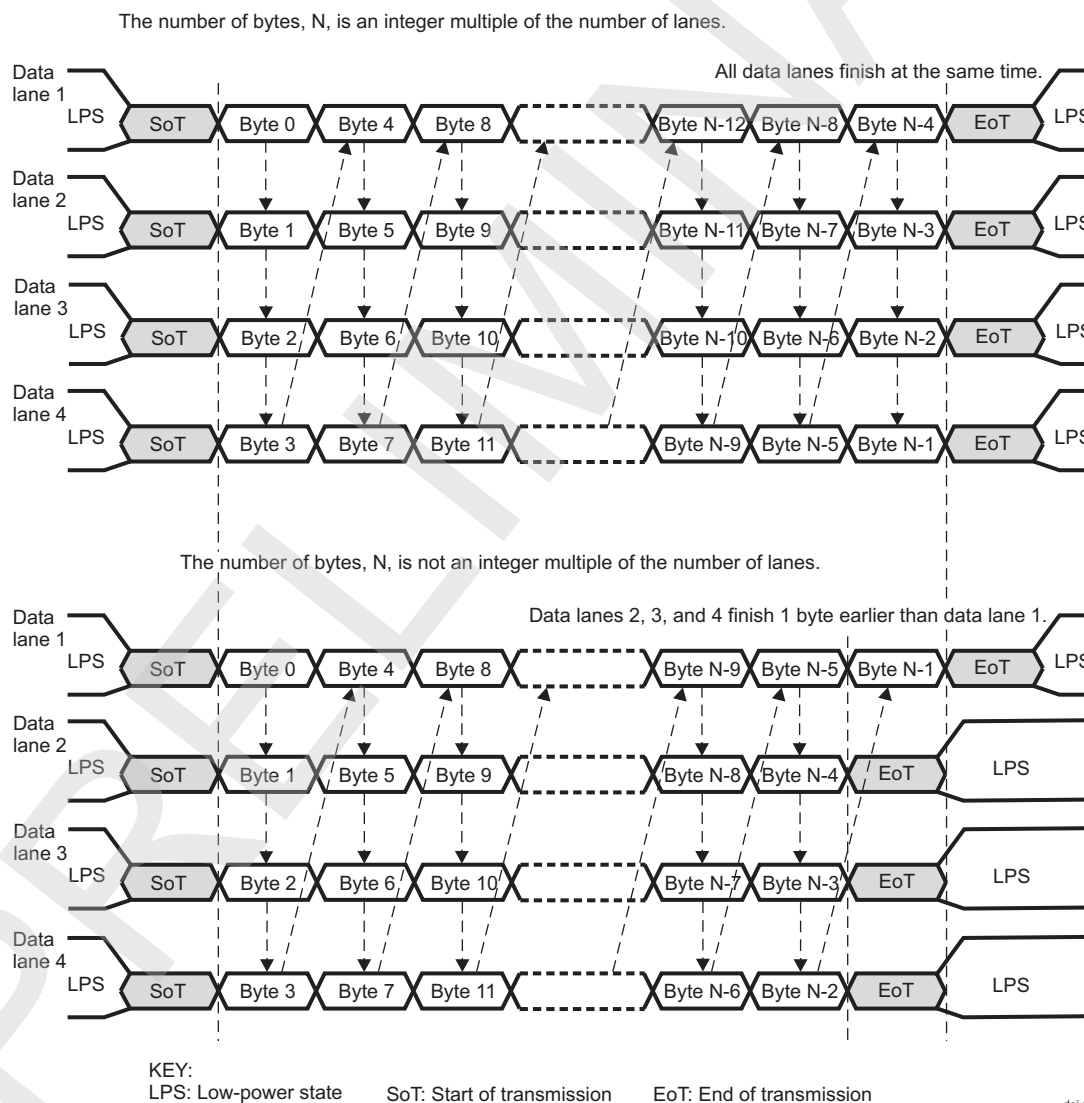 The number of bytes, N, is an integer multiple of the number of lanes.
All data lanes finish at the same time.
Data
lane 1
LPS SoT Byte 0 Byte 4 Byte 8 Byte N-12 Byte N-8 Byte N-4 EoT LPS
Data
lane 2
LPS SoT Byte 1 Byte 5 Byte 9 Byte N-11 Byte N-7 Byte N-3 EoT LPS
Data
lane 3
LPS SoT Byte 2 Byte 6 Byte 10 Byte N-10 Byte N-6 Byte N-2 EoT LPS
Data
lane 4
LPS SoT Byte 3 Byte 7 Byte 11 Byte N-9 Byte N-5 Byte N-1 EoT LPS
The number of bytes, N, is not an integer multiple of the number of lanes.
Data lanes 2, 3, and 4 finish 1 byte earlier than data lane 1.
Data
lane 1
LPS SoT Byte 0 Byte 4 Byte 8 Byte N-9 Byte N-5 Byte N-1 EoT LPS
Data
lane 2
LPS SoT Byte 1 Byte 5 Byte 9 Byte N-8 Byte N-4 EoT LPS
Data
lane 3
LPS SoT Byte 2 Byte 6 Byte 10 Byte N-7 Byte N-3 EoT LPS
Data
lane 4
LPS SoT Byte 3 Byte 7 Byte 11 Byte N-6 Byte N-2 EoT LPS
KEY:
LPS: Low-power state SoT: Start of transmission EoT: End of transmission
PRELIMINA